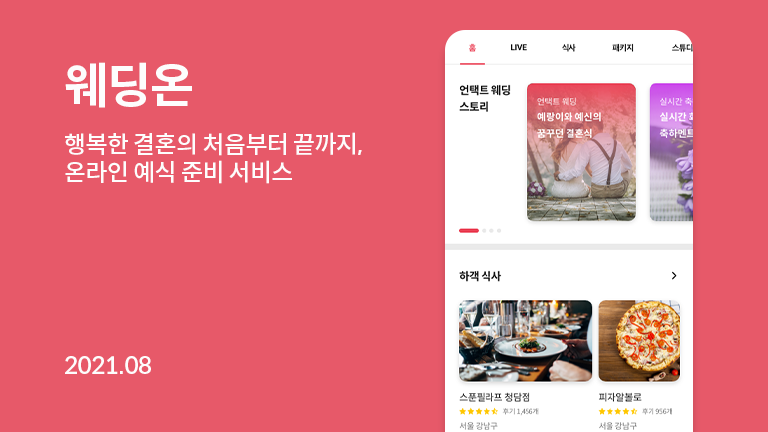 웨딩온
행복한 결혼의 처음부터 끝까지,
온라인 예식 준비 서비스
2021.08
홈 LIVE 식사 패키지 스튜디
언택트 웨딩
스토리
언택트 웨딩
예랑이와 예신이
꿈꾸던 결혼식
실시간 축
실시간 화
축하멘트
하객 식사
스푼필라프 청담점
후기 1,456개
서울 강남구
피자알볼로
후기 956개
서울 강남구